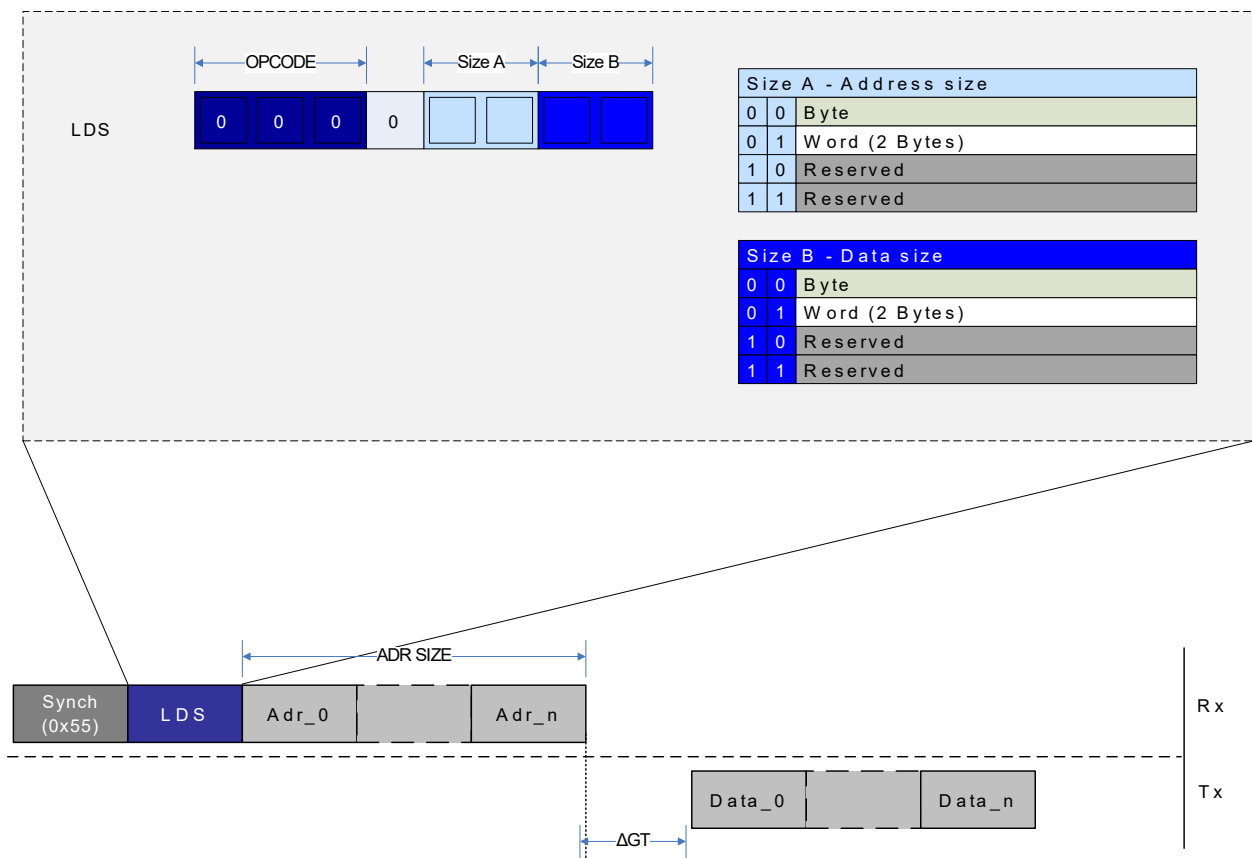 OPCODE Size A Size B
LDS 0 0 0 0
Size A - Address size
0 0 Byte
0 1 Word (2 Bytes)
1 0 Reserved
1 1 Reserved
Size B - Data size
0 0 Byte
0 1 Word (2 Bytes)
1 0 Reserved
1 1 Reserved
ADR SIZE
Synch
(0x55)
LDS
Adr_0
Adr_n
Rx
Data_0
Data_n
Tx
ΔGT